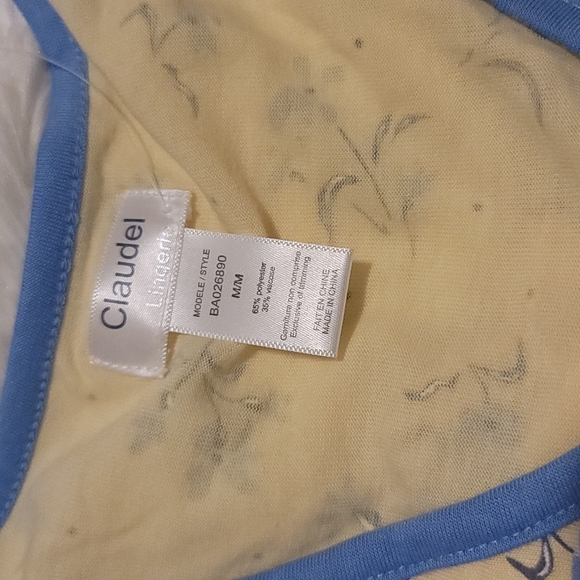 Claudel
Lingerie
MODELE / STYLE
BA026890
M/M
65% polyester
35% viscose
Garniture non comprise
Exclusive of trimming
FAIT EN CHINE
MADE IN CHINA